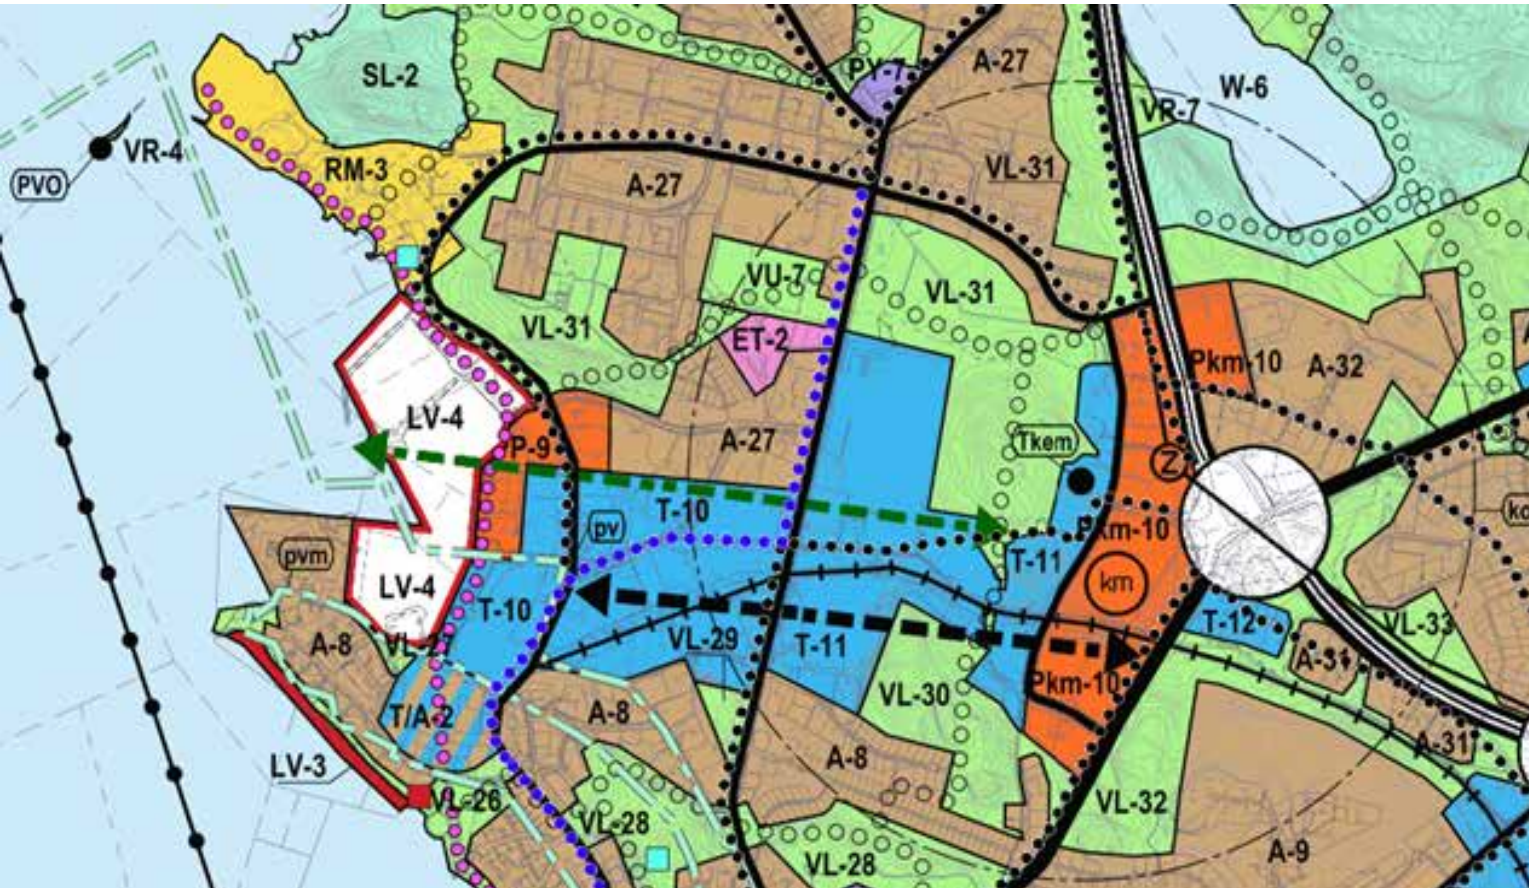 SL-2
PY-7
A-27
W-6
VR-7
VR-4
PVO
RM-3
A-27
VL-31
VU-7
VL-31
VL-31
ET-2
Pkm-10
A-32
LV-4
P-9
A-27
Tkem
Z
T-10
pv
Pkm-10
pvm
T-11
km
LV-4
T-10
T-12
VL-33
A-8
VL-27
VL-29
T-11
A-31
Pkm-10
VL-30
T/A-2
A-8
A-31
A-8
LV-3
VL-26
VL-32
VL-28
VL-28
A-9